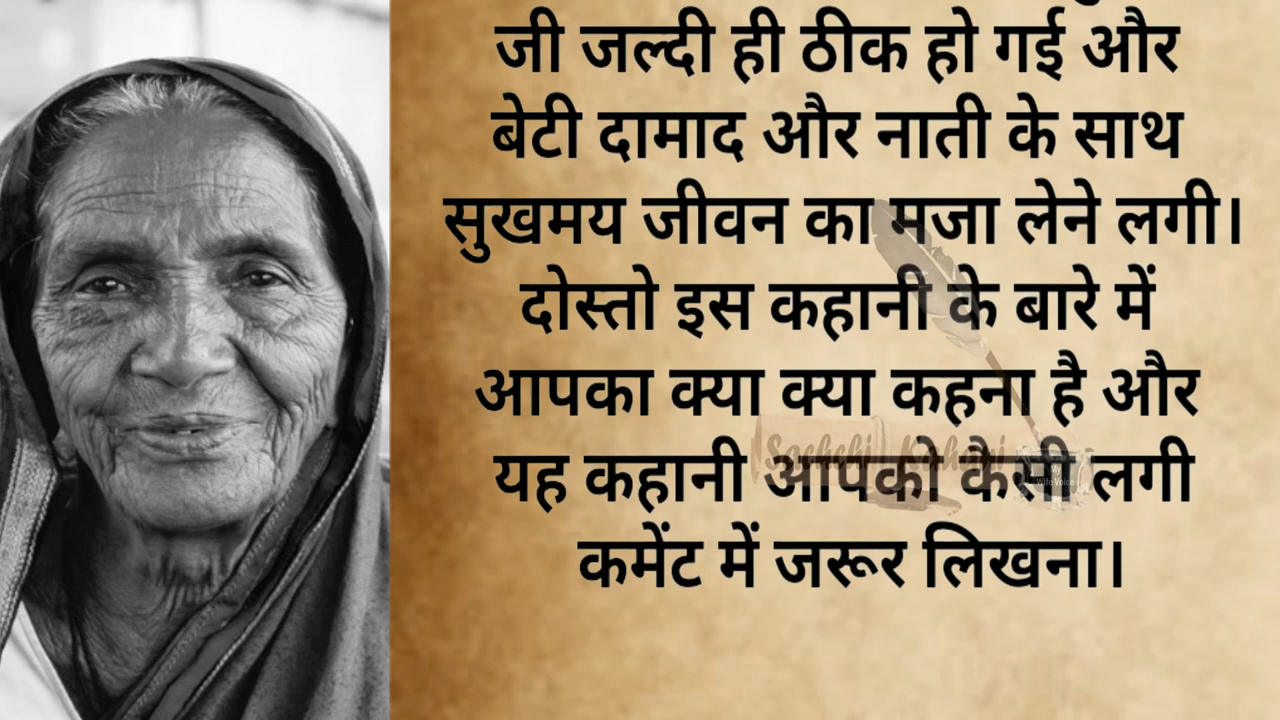 जी जल्दी ही ठीक हो गई और
बेटी दामाद और नाती के साथ
सुखमय जीवन का मजा लेने लगी।
दोस्तो इस कहानी के बारे में
आपका क्या क्या कहना है और
यह कहानी आपको कैसी लगी
कमेंट में जरूर लिखना।